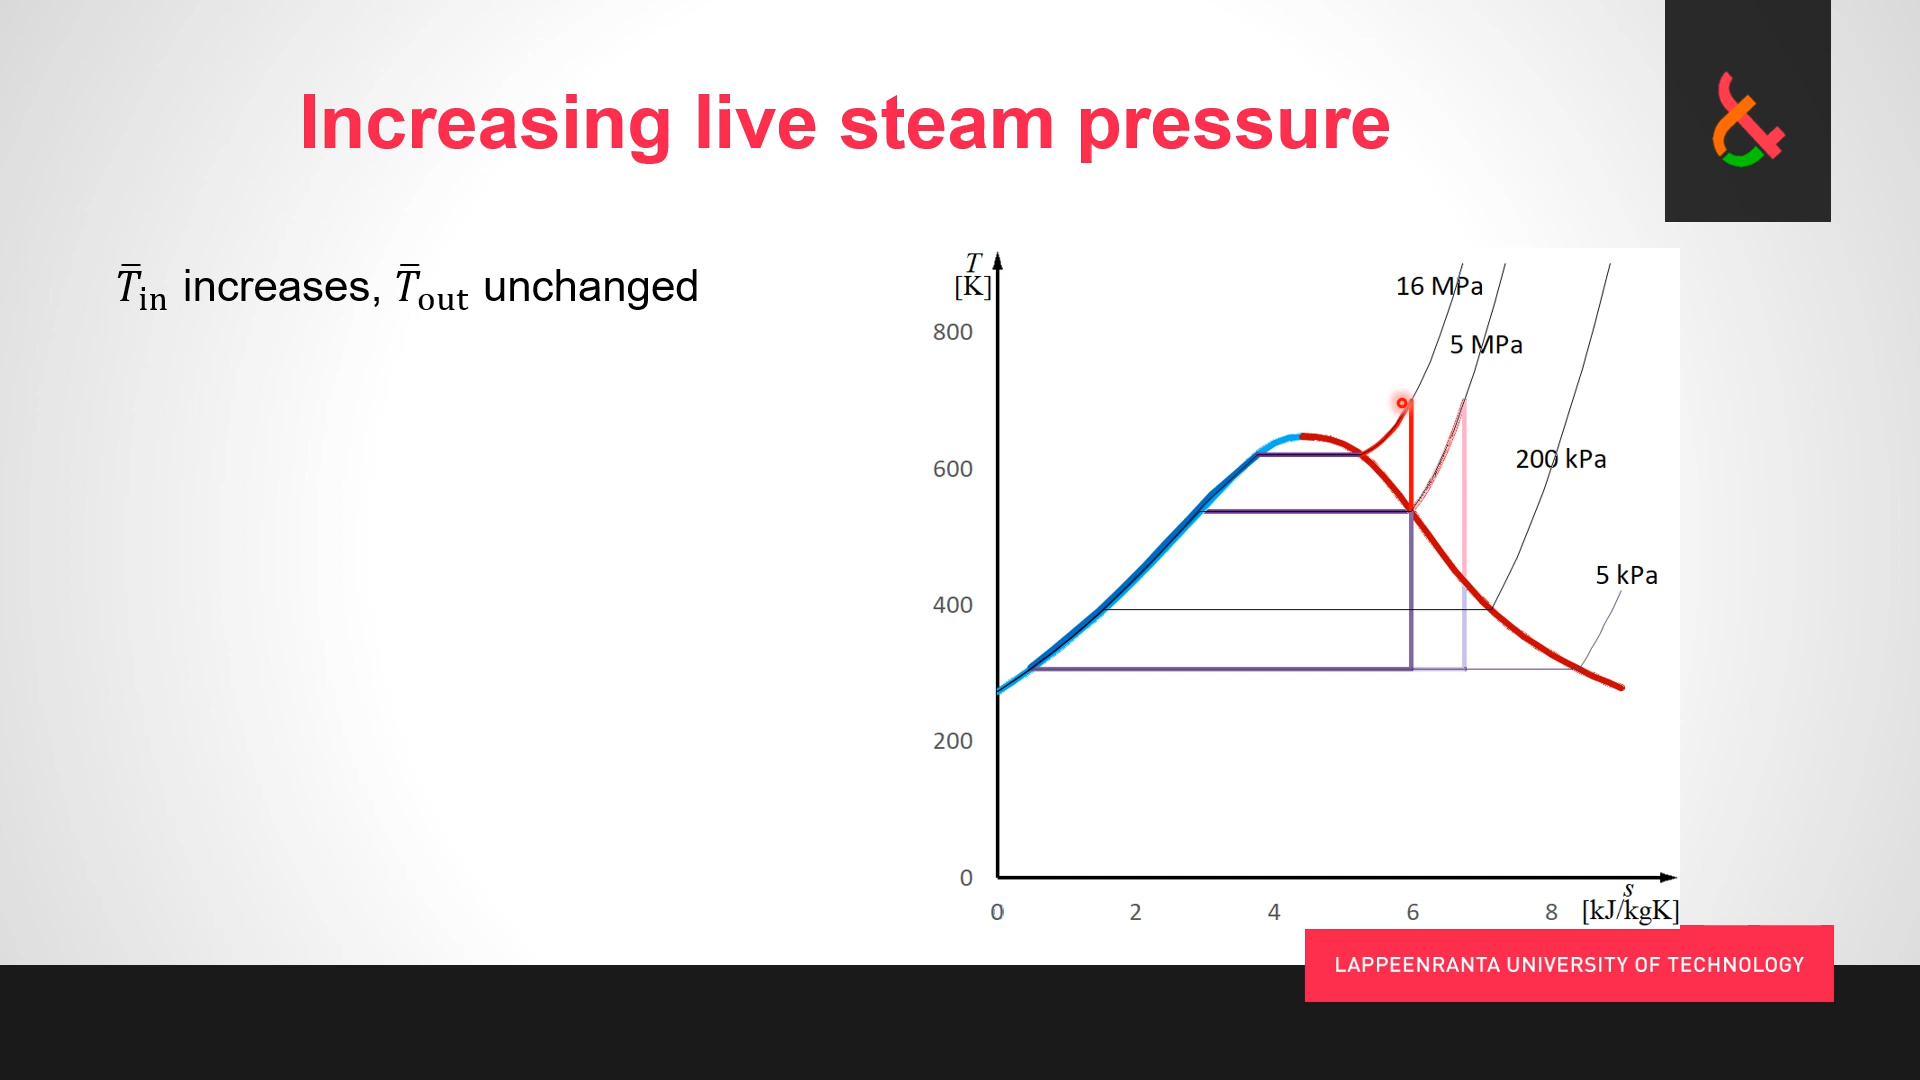 Increasing live steam pressure
T̅in increases, T̅out unchanged
T
[K]
16 MPa
800
5 MPa
600
200 kPa
5 kPa
400
200
0
s
0 2 4 6 8 [kJ/kgK]
LAPPEENRANTA UNIVERSITY OF TECHNOLOGY